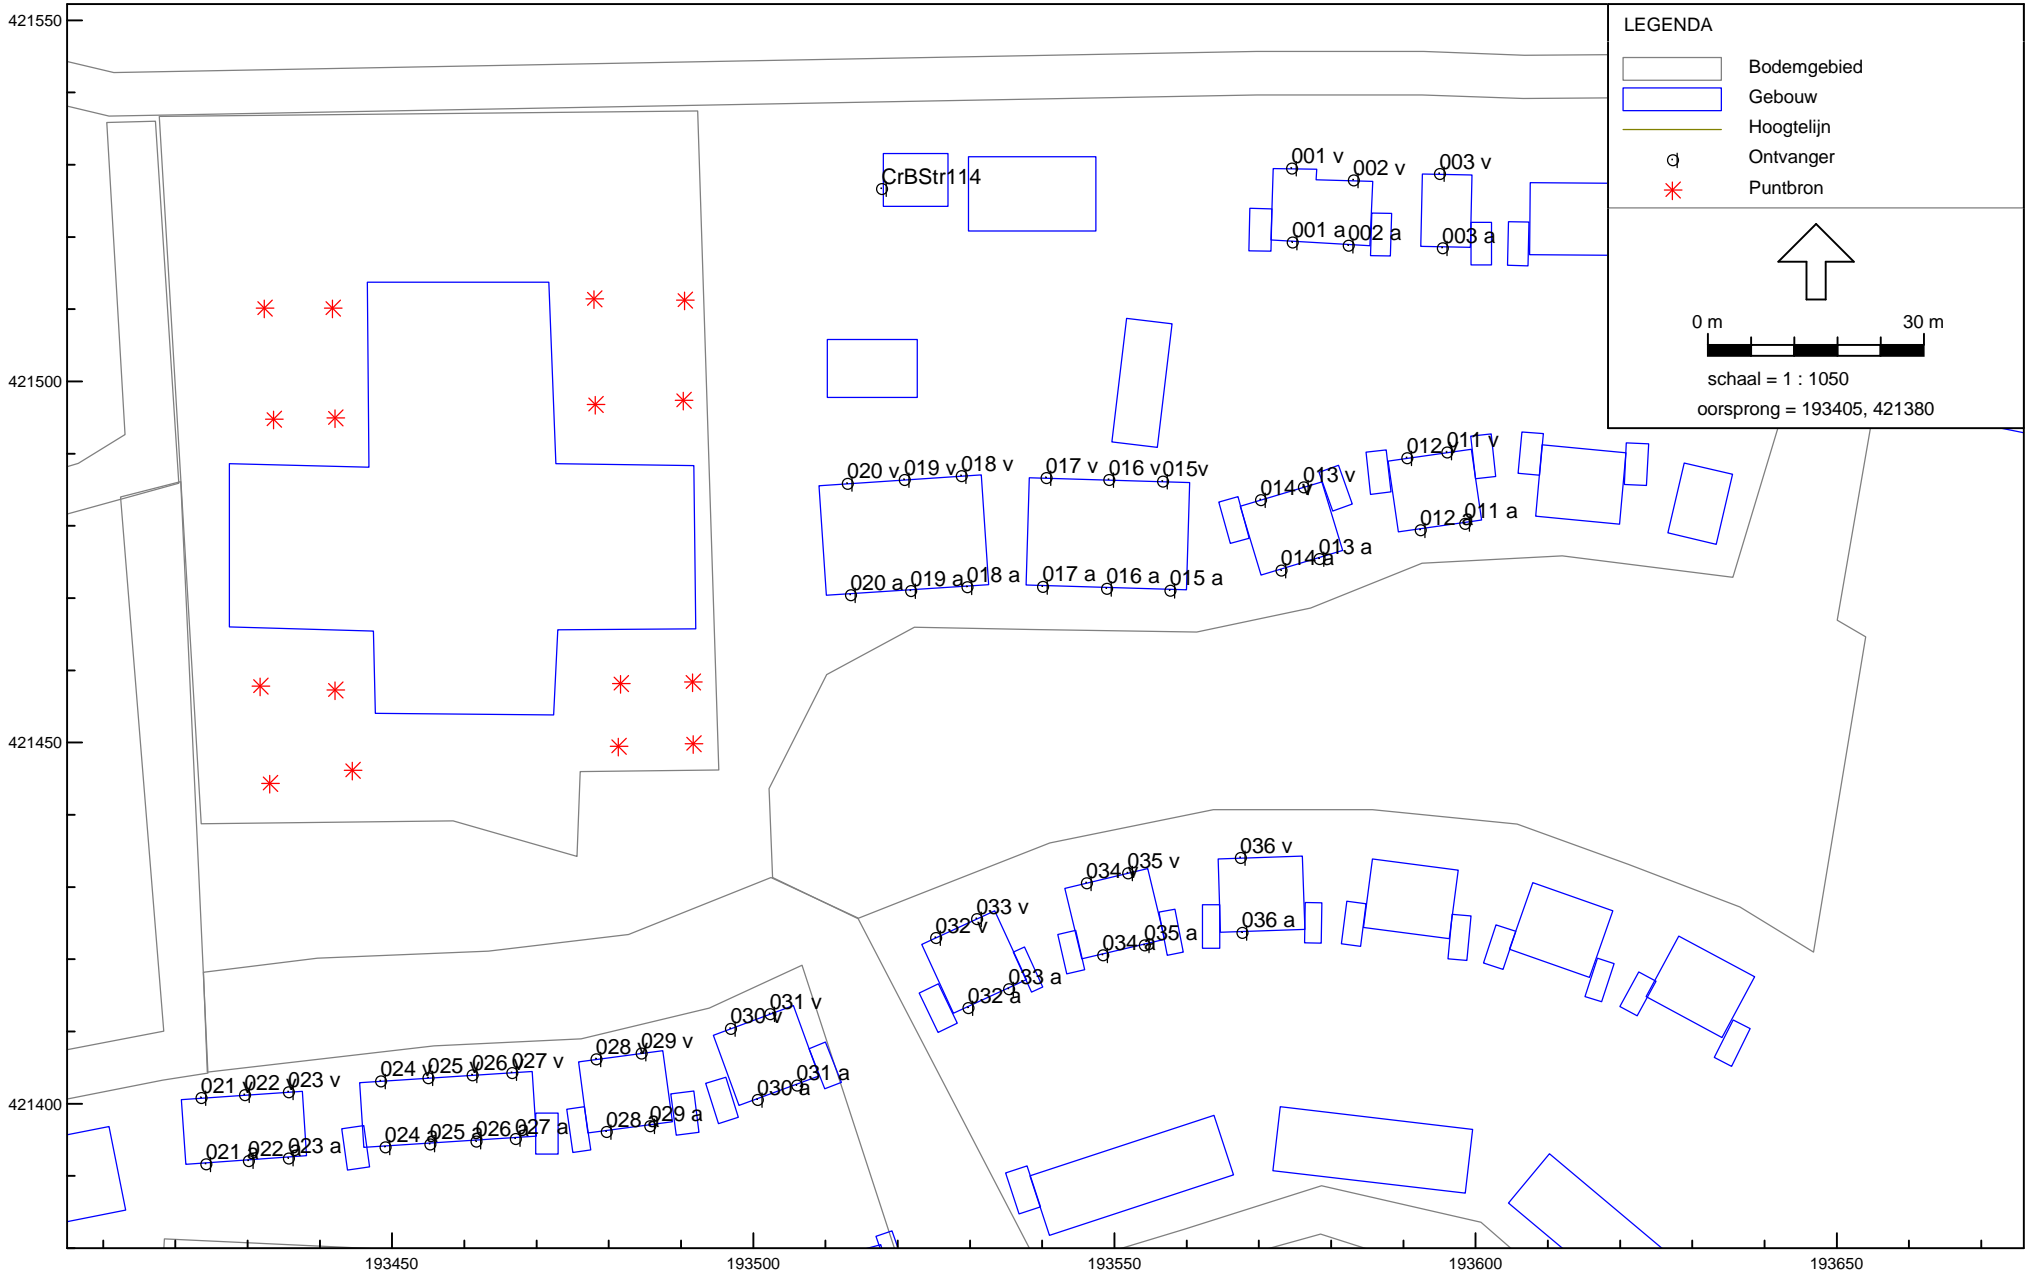 421550
LEGENDA
Bodemgebied
Gebouw
Hoogtelijn
Ontvanger
Puntbron
0 m 30 m
schaal = 1 : 1050
oorsprong = 193405, 421380
001 v
002 v
003 v
CrBStr114
001 a
002 a
003 a
421500
012 v
011 v
020 v
019 v
018 v
017 v
016 v
015v
014 v
013 v
012 a
011 a
020 a
019 a
018 a
017 a
016 a
015 a
014 a
013 a
421450
036 v
034 v
035 v
032 v
033 v
036 a
034 a
035 a
032 a
033 a
030 v
031 v
028 v
029 v
024 v
025 v
026 v
027 v
021 v
022 v
023 v
421400
030 a
031 a
028 a
029 a
024 a
025 a
026 a
027 a
021 a
022 a
023 a
193450
193500
193550
193600
193650